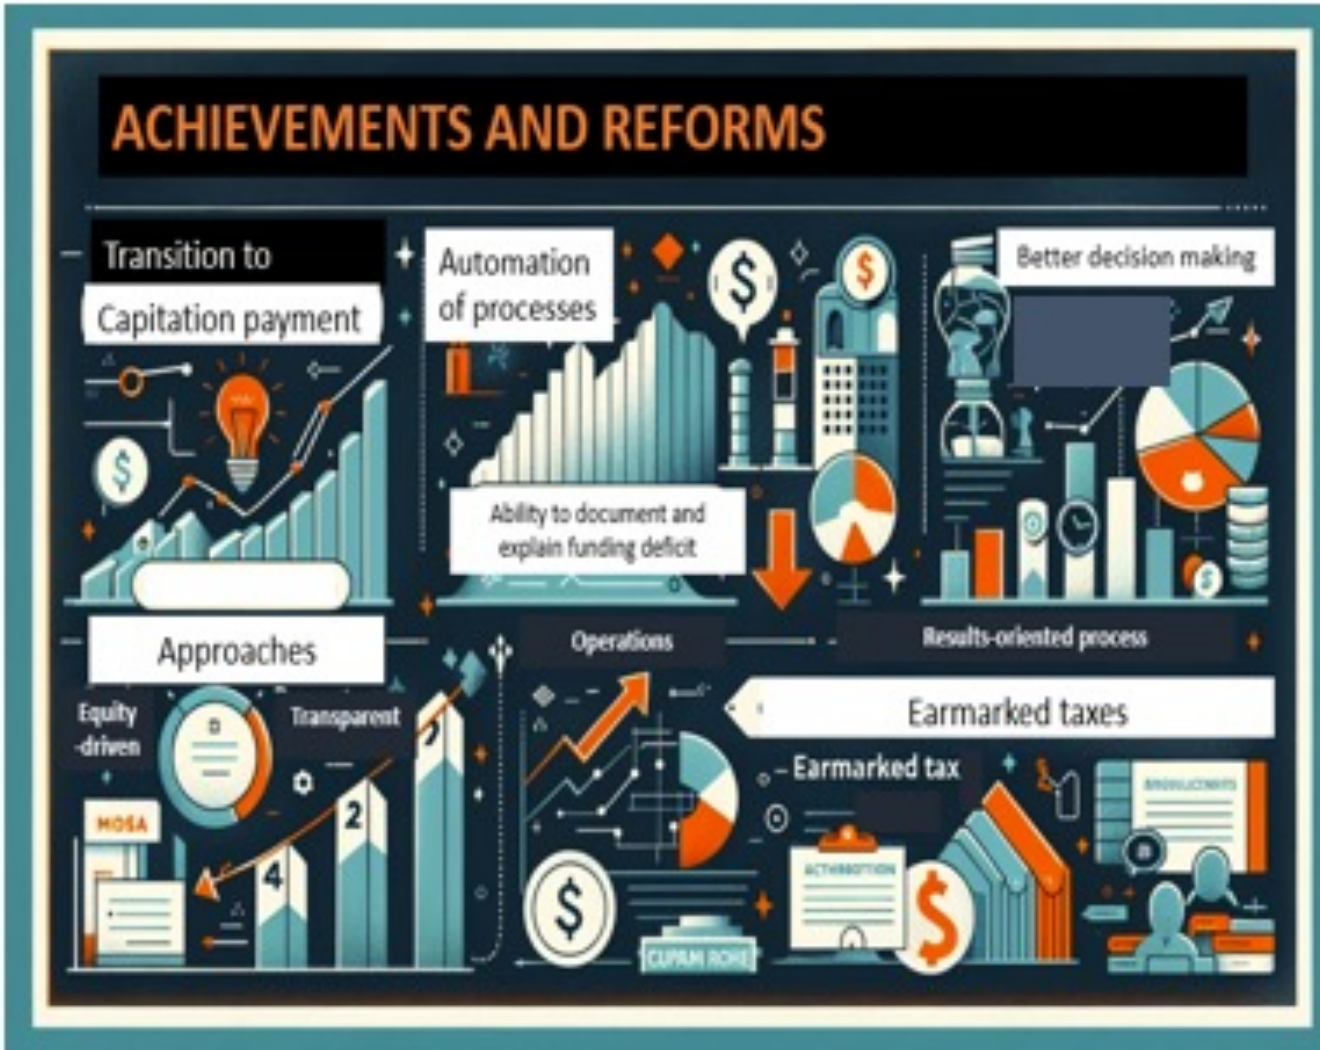 ACHIEVEMENTS AND REFORMS
Transition to
Capitation payment
Automation
of processes
Better decision making
Ability to document and
explain funding deficit
Approaches
Operations
Results-oriented process
Equity
-driven
Transparent
Earmarked taxes
Earmarked tax
MOSA
2
4